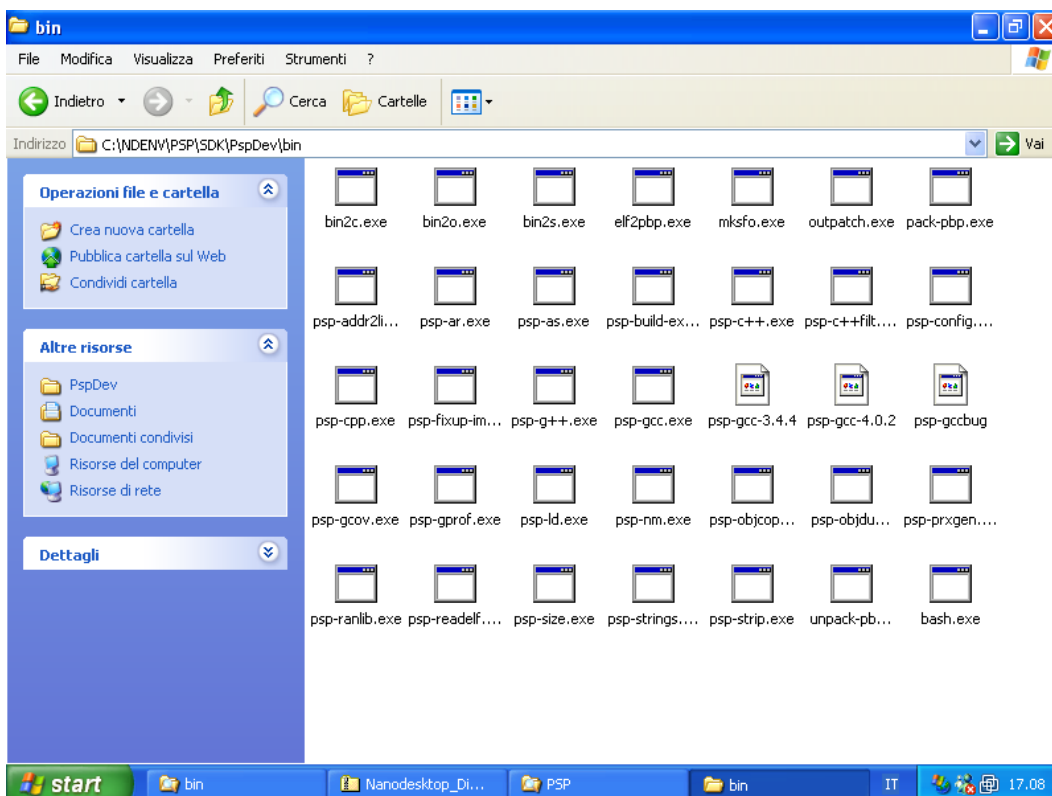 bin
File Modifica Visualizza Preferiti Strumenti ?
Indietro Cerca Cartelle
Indirizzo C:\NDENV\PSP\SDK\PspDev\bin Vai
Operazioni file e cartella
Crea nuova cartella
Pubblica cartella sul Web
Condividi cartella
Altre risorse
PspDev
Documenti
Documenti condivisi
Risorse del computer
Risorse di rete
Dettagli
bin2c.exe bin2o.exe bin2s.exe elf2pbp.exe mksfo.exe outpatch.exe pack-pbp.exe
psp-addr2li... psp-ar.exe psp-as.exe psp-build-ex... psp-c++.exe psp-c++filt.... psp-config....
psp-cpp.exe psp-fixup-im... psp-g++.exe psp-gcc.exe psp-gcc-3.4.4 psp-gcc-4.0.2 psp-gccbug
psp-gcov.exe psp-gprof.exe psp-ld.exe psp-nm.exe psp-objcop... psp-objdu... psp-prxgen....
psp-ranlib.exe psp-readelf.... psp-size.exe psp-strings.... psp-strip.exe unpack-pb... bash.exe
start bin Nanodesktop_Di... PSP bin IT 17.08